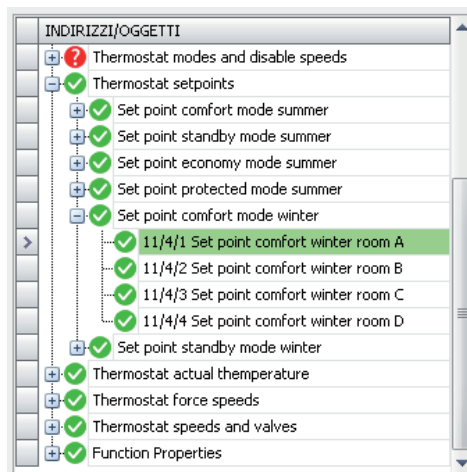 INDIRIZZI/OGGETTI
Thermostat modes and disable speeds
Thermostat setpoints
Set point comfort mode summer
Set point standby mode summer
Set point economy mode summer
Set point protected mode summer
Set point comfort mode winter
11/4/1 Set point comfort winter room A
11/4/2 Set point comfort winter room B
11/4/3 Set point comfort winter room C
11/4/4 Set point comfort winter room D
Set point standby mode winter
Thermostat actual themperature
Thermostat force speeds
Thermostat speeds and valves
Function Properties